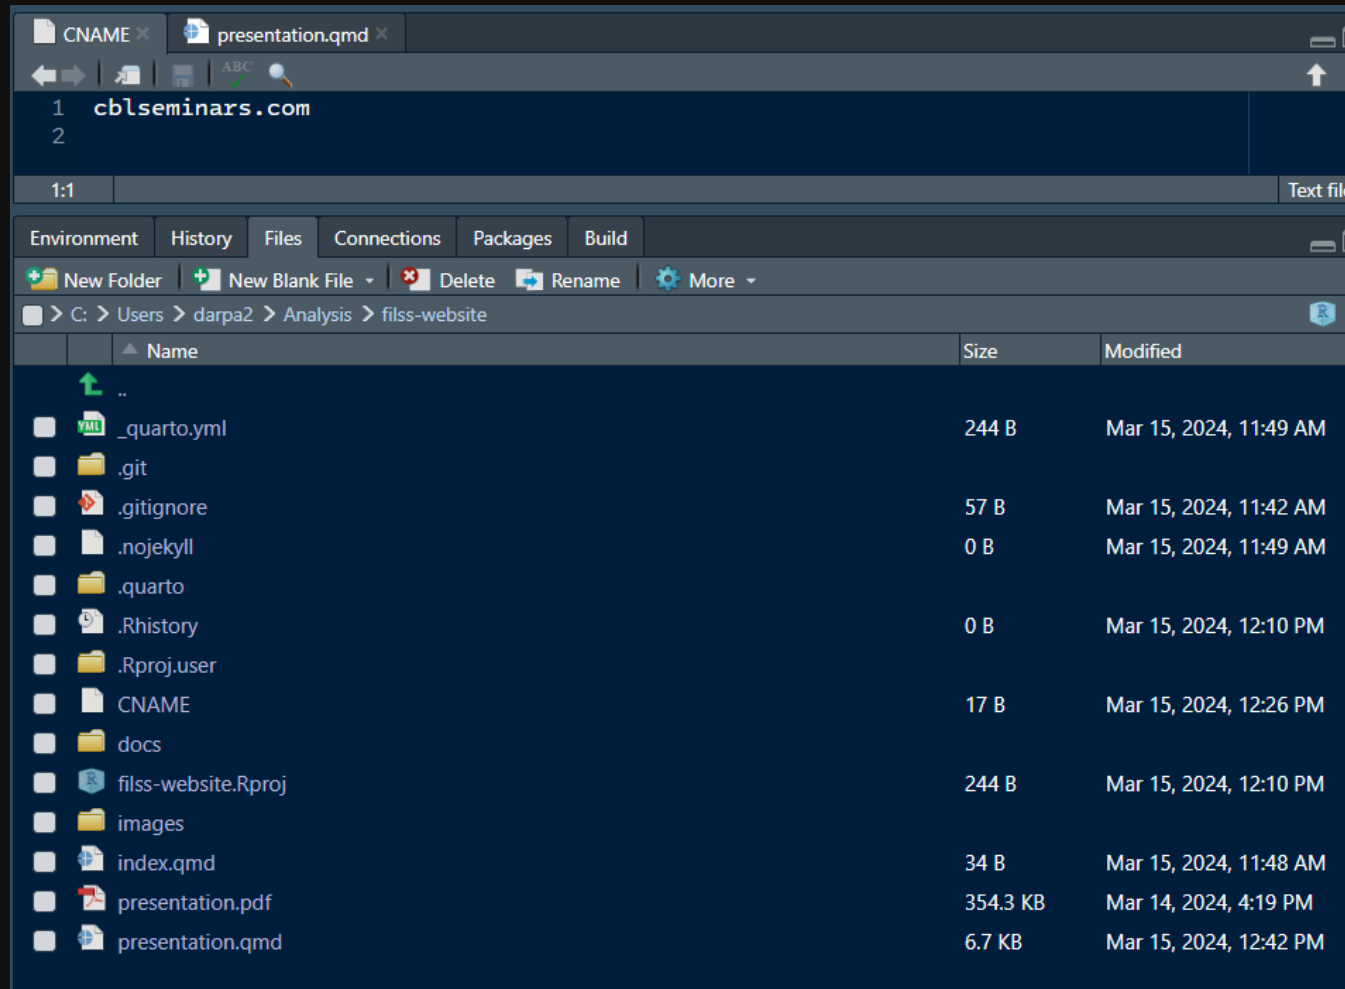 CNAME presentation.qmd
ABC
1 cblseminars.com
2
1:1 Text fil
Environment History Files Connections Packages Build
New Folder New Blank File Delete Rename More
C: Users darpa2 Analysis filss-website
Name Size Modified
..
_quarto.yml 244 B Mar 15, 2024, 11:49 AM
.git
.gitignore 57 B Mar 15, 2024, 11:42 AM
.nojekyll 0 B Mar 15, 2024, 11:49 AM
.quarto
.Rhistory 0 B Mar 15, 2024, 12:10 PM
.Rproj.user
CNAME 17 B Mar 15, 2024, 12:26 PM
docs
filss-website.Rproj 244 B Mar 15, 2024, 12:10 PM
images
index.qmd 34 B Mar 15, 2024, 11:48 AM
presentation.pdf 354.3 KB Mar 14, 2024, 4:19 PM
presentation.qmd 6.7 KB Mar 15, 2024, 12:42 PM